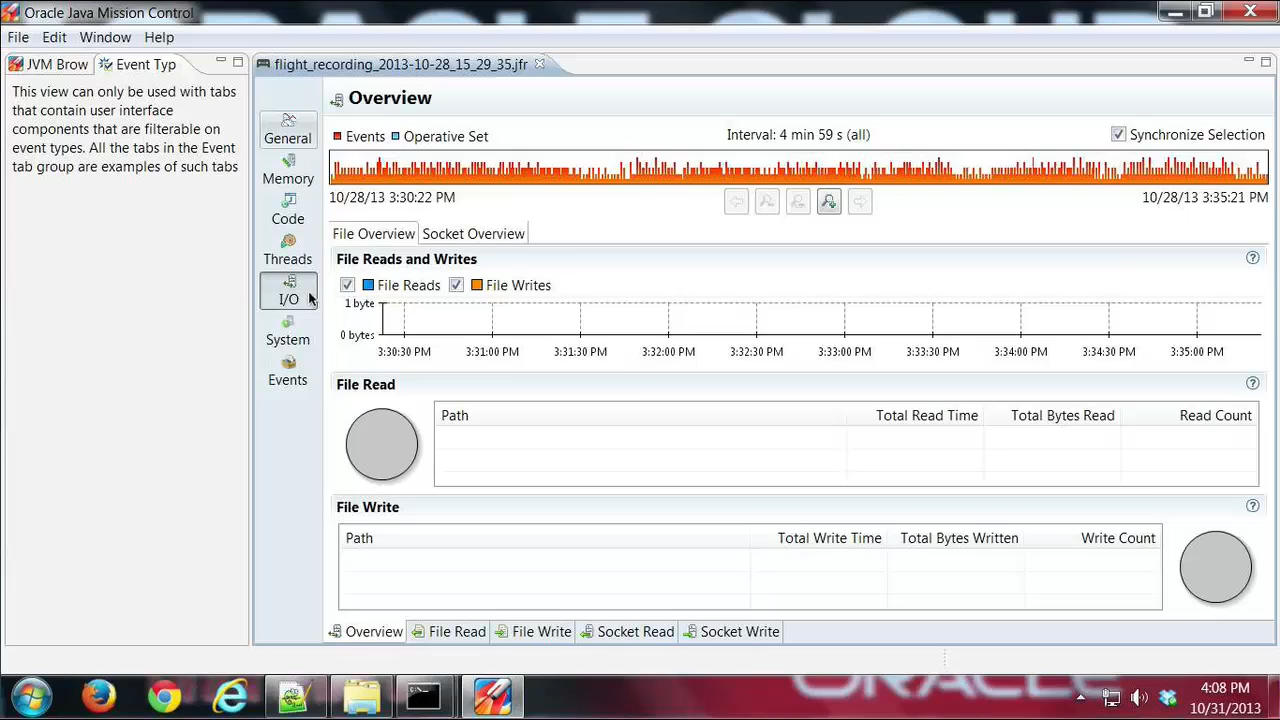 Oracle Java Mission Control
File Edit Window Help
JVM Brow Event Typ
flight_recording_2013-10-28_15_29_35.jfr
This view can only be used with tabs
that contain user interface
components that are filterable on
event types. All the tabs in the Event
tab group are examples of such tabs
General
Memory
Code
Threads
I/O
System
Events
Overview
Events Operative Set Interval: 4 min 59 s (all) Synchronize Selection
10/28/13 3:30:22 PM 10/28/13 3:35:21 PM
File Overview Socket Overview
File Reads and Writes
File Reads File Writes
1 byte
0 bytes
3:30:30 PM 3:31:00 PM 3:31:30 PM 3:32:00 PM 3:32:30 PM 3:33:00 PM 3:33:30 PM 3:34:00 PM 3:34:30 PM 3:35:00 PM
File Read
Path Total Read Time Total Bytes Read Read Count
File Write
Path Total Write Time Total Bytes Written Write Count
Overview File Read File Write Socket Read Socket Write
ORACLE
4:08 PM
10/31/2013